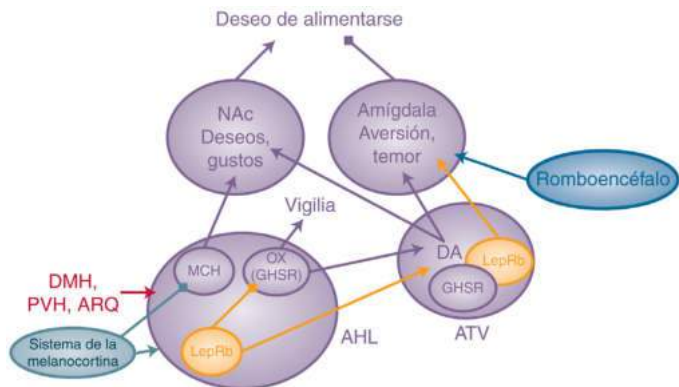 Deseo de alimentarse
NAc
Deseos,
gustos
Amígdala
Aversión,
temor
Romboencéfalo
Vigilia
MCH
OX
(GHSR)
DA
LepRb
GHSR
DMH,
PVH, ARQ
Sistema de la
melanocortina
LepRb
AHL
ATV